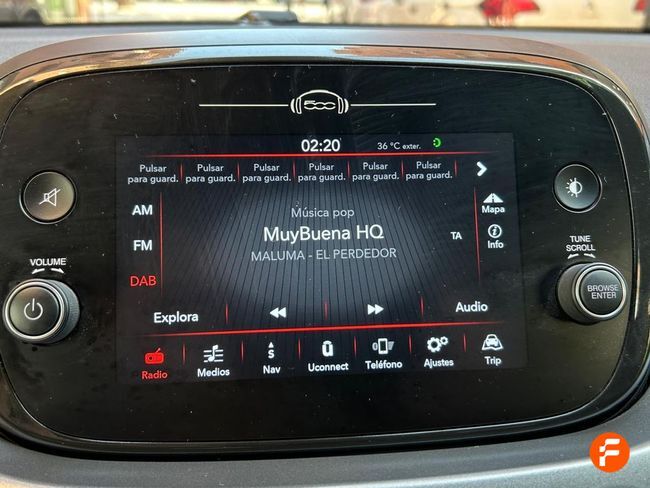 500
02:20
36 °C exter.
Pulsar para guard.
Pulsar para guard.
Pulsar para guard.
Pulsar para guard.
Pulsar para guard.
Pulsar para guard.
AM
Música pop
Mapa
MuyBuena HQ
FM
TA
Info
MALUMA - EL PERDEDOR
VOLUME
TUNE
SCROLL
DAB
BROWSE
ENTER
Explora
Audio
Radio
Medios
S
Nav
Uconnect
Teléfono
Ajustes
Trip